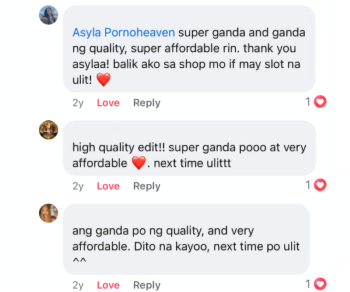 Asyla Pornoheaven super ganda and ganda
ng quality, super affordable rin. thank you
asylaa! balik ako sa shop mo if may slot na
ulit! ❤️
2y Love Reply 1
high quality edit!! super ganda pooo at very
affordable ❤️. next time ulittt
2y Love Reply 1
ang ganda po ng quality, and very
affordable. Dito na kayoo, next time po ulit
^^
2y Love Reply 1